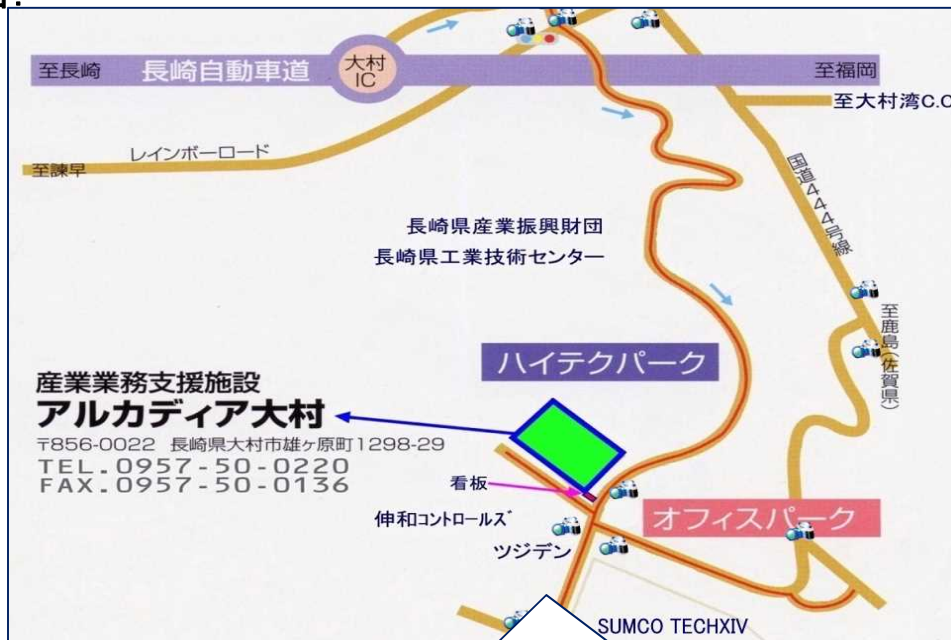 至長崎
長崎自動車道
大村
IC
至福岡
至大村湾C.C
レインボーロード
至諫早
国道444号線
長崎県産業振興財団
長崎県工業技術センター
至鹿島(佐賀県)
ハイテクパーク
産業業務支援施設
アルカディア大村
〒856-0022 長崎県大村市雄ヶ原町1298-29
TEL.0957-50-0220
FAX.0957-50-0136
看板
伸和コントロールズ
オフィスパーク
ツジデン
SUMCO TECHXIV